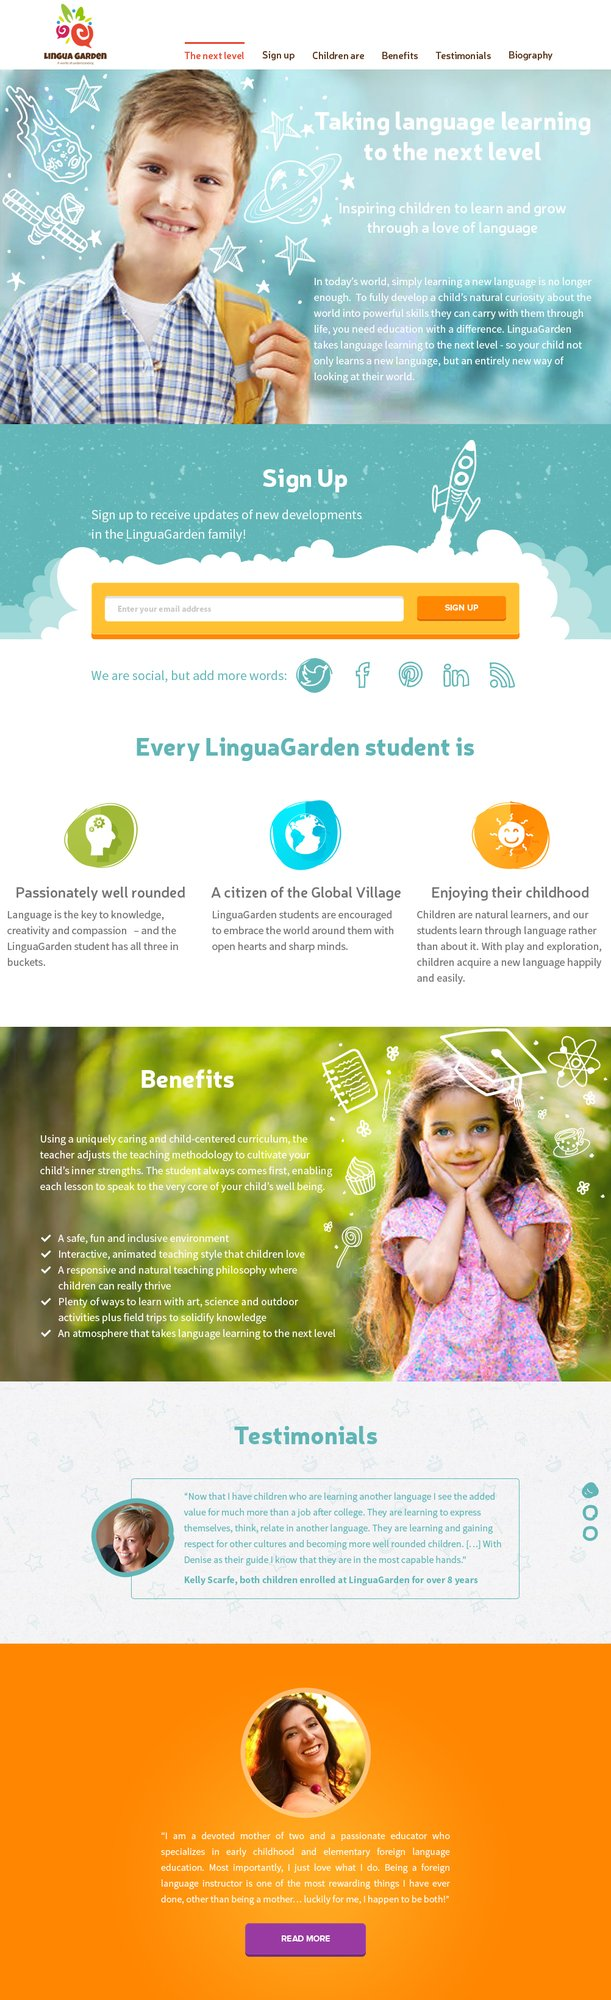 LINGUA GARDEN
The next level
Sign up
Children are
Benefits
Testimonials
Biography
Taking language learning
to the next level
Inspiring children to learn and grow
through a love of language
In today's world, simply learning a new language is no longer
enough. To fully develop a child's natural curiosity about the
world into powerful skills they can carry with them through
life, you need education with a difference. LinguaGarden
takes language learning to the next level - so your child not
only learns a new language, but an entirely new way of
looking at their world.
Sign Up
Sign up to receive updates of new developments
in the LinguaGarden family!
Enter your email address
SIGN UP
We are social, but add more words:
Every LinguaGarden student is
Passionately well rounded
Language is the key to knowledge,
creativity and compassion – and the
LinguaGarden student has all three in
buckets.
A citizen of the Global Village
LinguaGarden students are encouraged
to embrace the world around them with
open hearts and sharp minds.
Enjoying their childhood
Children are natural learners, and our
students learn through language rather
than about it. With play and exploration,
children acquire a new language happily
and easily.
Benefits
Using a uniquely caring and child-centered curriculum, the
teacher adjusts the teaching methodology to cultivate your
child's inner strengths. The student always comes first, enabling
each lesson to speak to the very core of your child's well being.
A safe, fun and inclusive environment
Interactive, animated teaching style that children love
A responsive and natural teaching philosophy where
children can really thrive
Plenty of ways to learn with art, science and outdoor
activities plus field trips to solidify knowledge
An atmosphere that takes language learning to the next level
Testimonials
"Now that I have children who are learning another language I see the added
value for much more than a job after college. They are learning to express
themselves, think, relate in another language. They are learning and gaining
respect for other cultures and becoming more well rounded children. [...] With
Denise as their guide I know that they are in the most capable hands."
Kelly Scarfe, both children enrolled at LinguaGarden for over 8 years
"I am a devoted mother of two and a passionate educator who
specializes in early childhood and elementary foreign language
education. Most importantly, I just love what I do. Being a foreign
language instructor is one of the most rewarding things I have ever
done, other than being a mother... luckily for me, I happen to be both!"
READ MORE